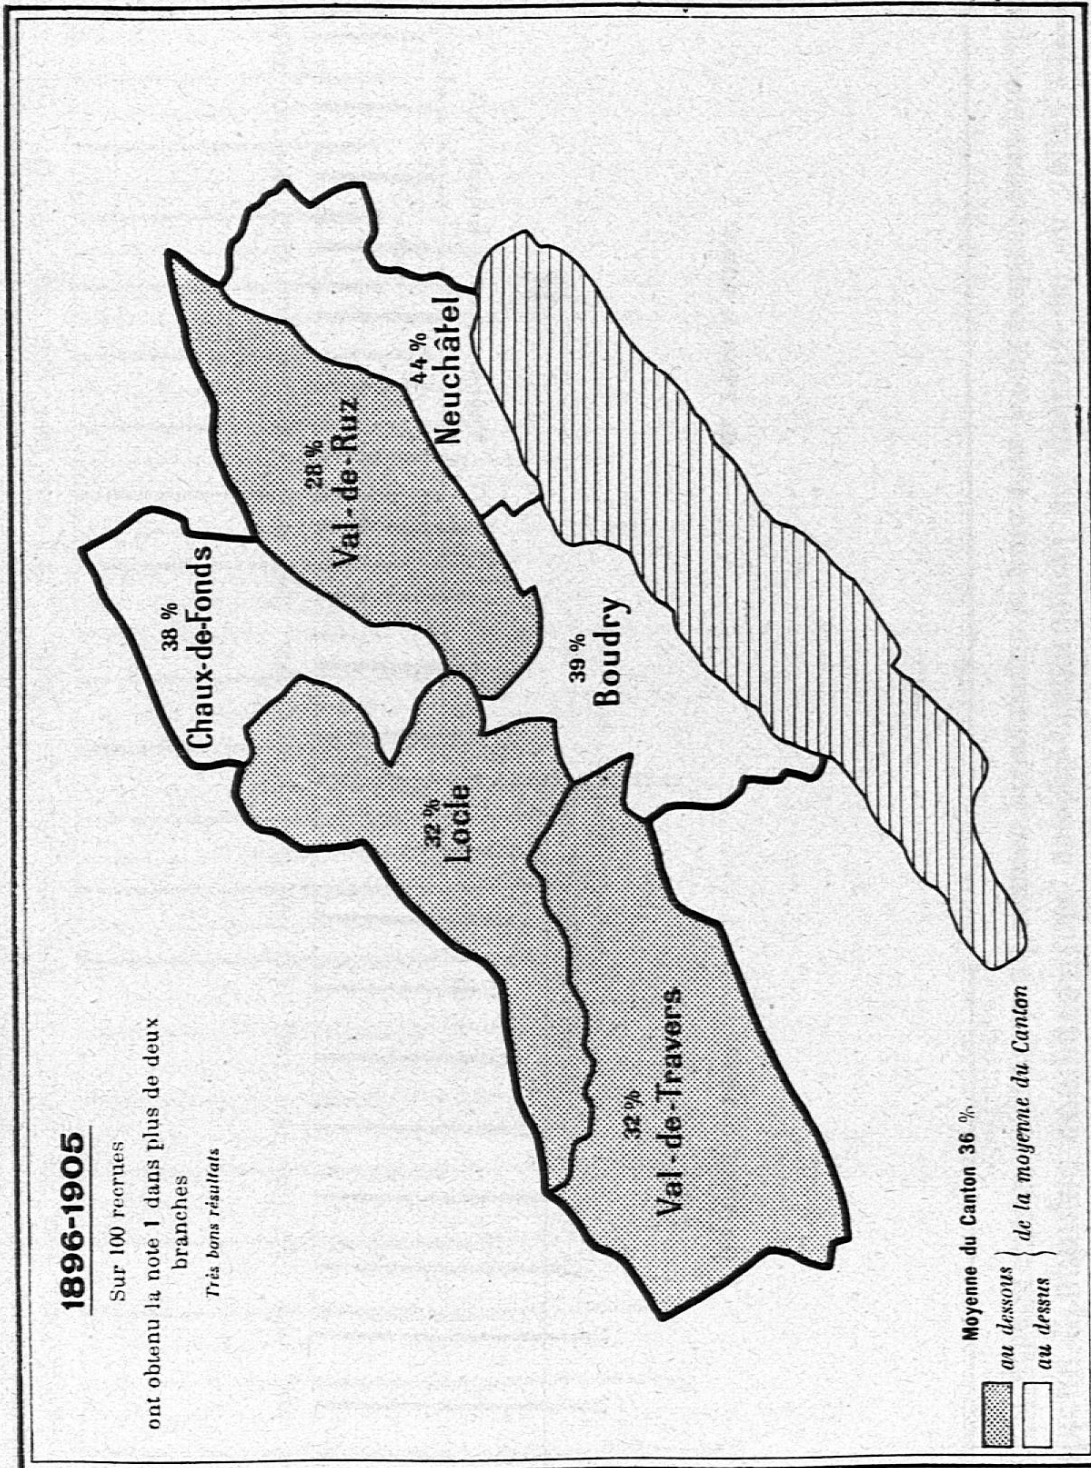 1896-1905
Sur 100 recrues
ont obtenu la note 1 dans plus de deux
branches
Très bons résultats
38 %
Chaux-de-Fonds
28 %
Val-de-Ruz
44 %
Neuchâtel
32 %
Locle
39 %
Boudry
32 %
Val-de-Travers
Moyenne du Canton 36 %
au dessous } de la moyenne du Canton
au dessus